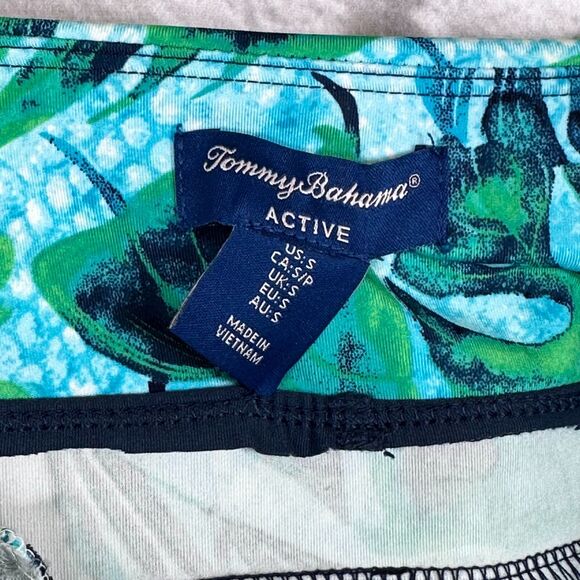 Tommy Bahama®
ACTIVE
US:S
CA:S/P
UK:S
EU:S
AU:S
MADE IN
VIETNAM